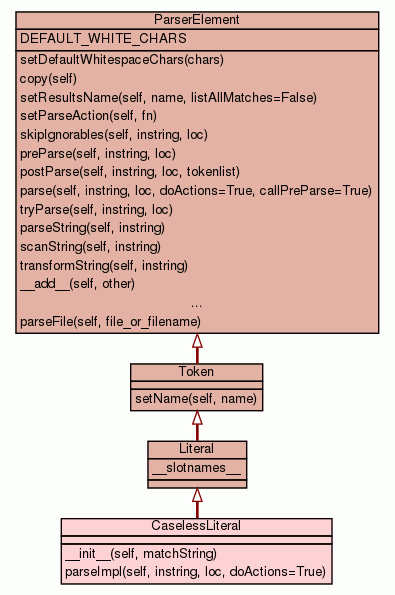 ParserElement
DEFAULT_WHITE_CHARS
setDefaultWhitespaceChars(chars)
copy(self)
setResultsName(self, name, listAllMatches=False)
setParseAction(self, fn)
skipIgnorables(self, instring, loc)
preParse(self, instring, loc)
postParse(self, instring, loc, tokenlist)
parse(self, instring, loc, doActions=True, callPreParse=True)
tryParse(self, instring, loc)
parseString(self, instring)
scanString(self, instring)
transformString(self, instring)
__add__(self, other)
...
parseFile(self, file_or_filename)
Token
setName(self, name)
Literal
__slotnames__
CaselessLiteral
__init__(self, matchString)
parseImpl(self, instring, loc, doActions=True)